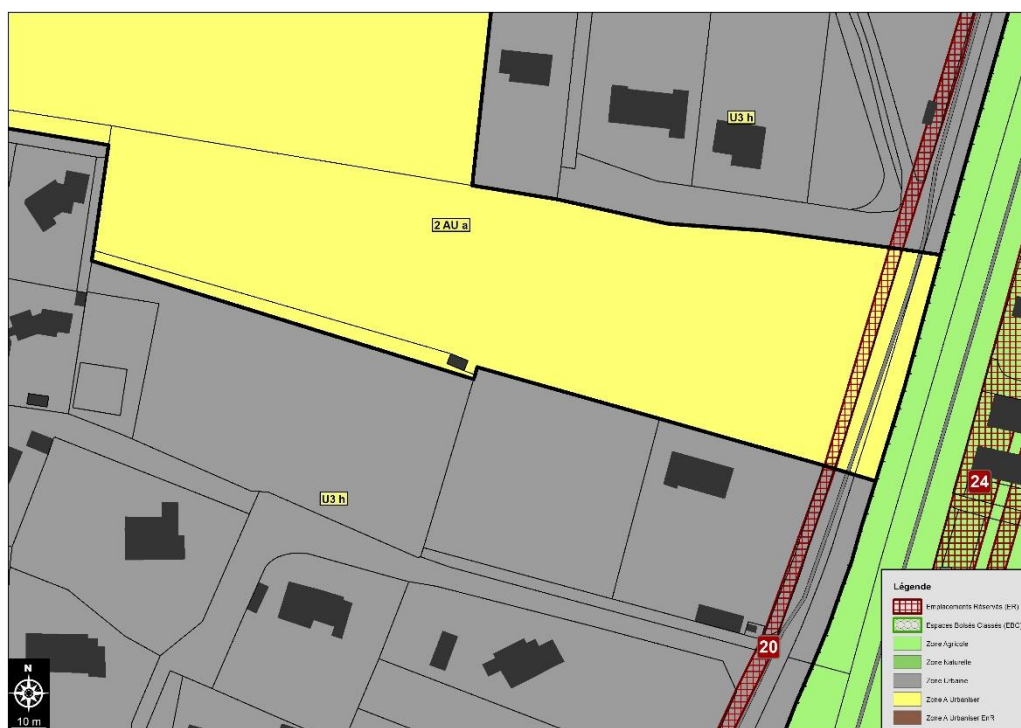 U3 h
2 AU a
24
U3 h
20
Légende
Emplacements Réservés (ER)
Espaces Boisés Classés (EBC)
Zone Agricole
Zone Naturelle
Zone Urbaine
Zone A Urbaniser
Zone A Urbaniser EnR
N
10 m